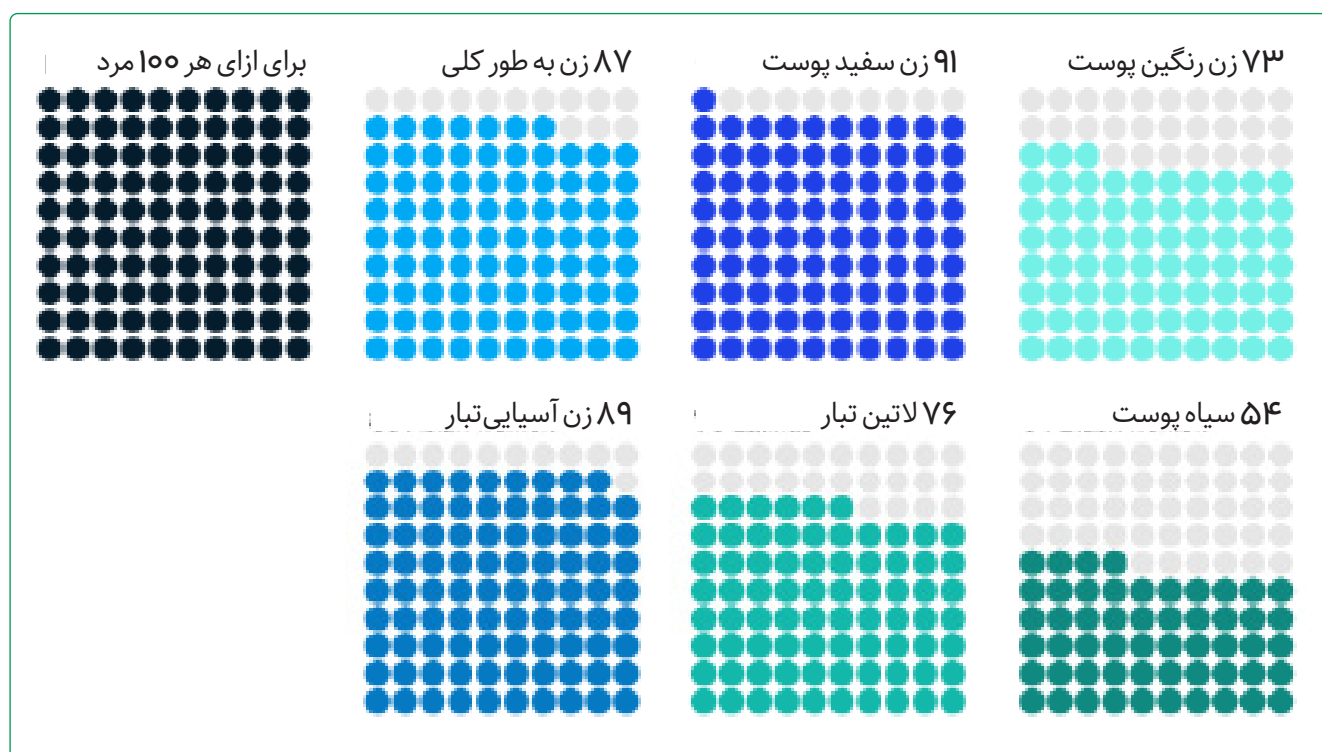 ۷۳ زن رنگین پوست
۹۱ زن سفید پوست
۸۷ زن به طور کلی
برای ازای هر ۱۰۰ مرد
۵۴ سیاه پوست
۷۶ لاتین تبار
۸۹ زن آسیایی‌تبار